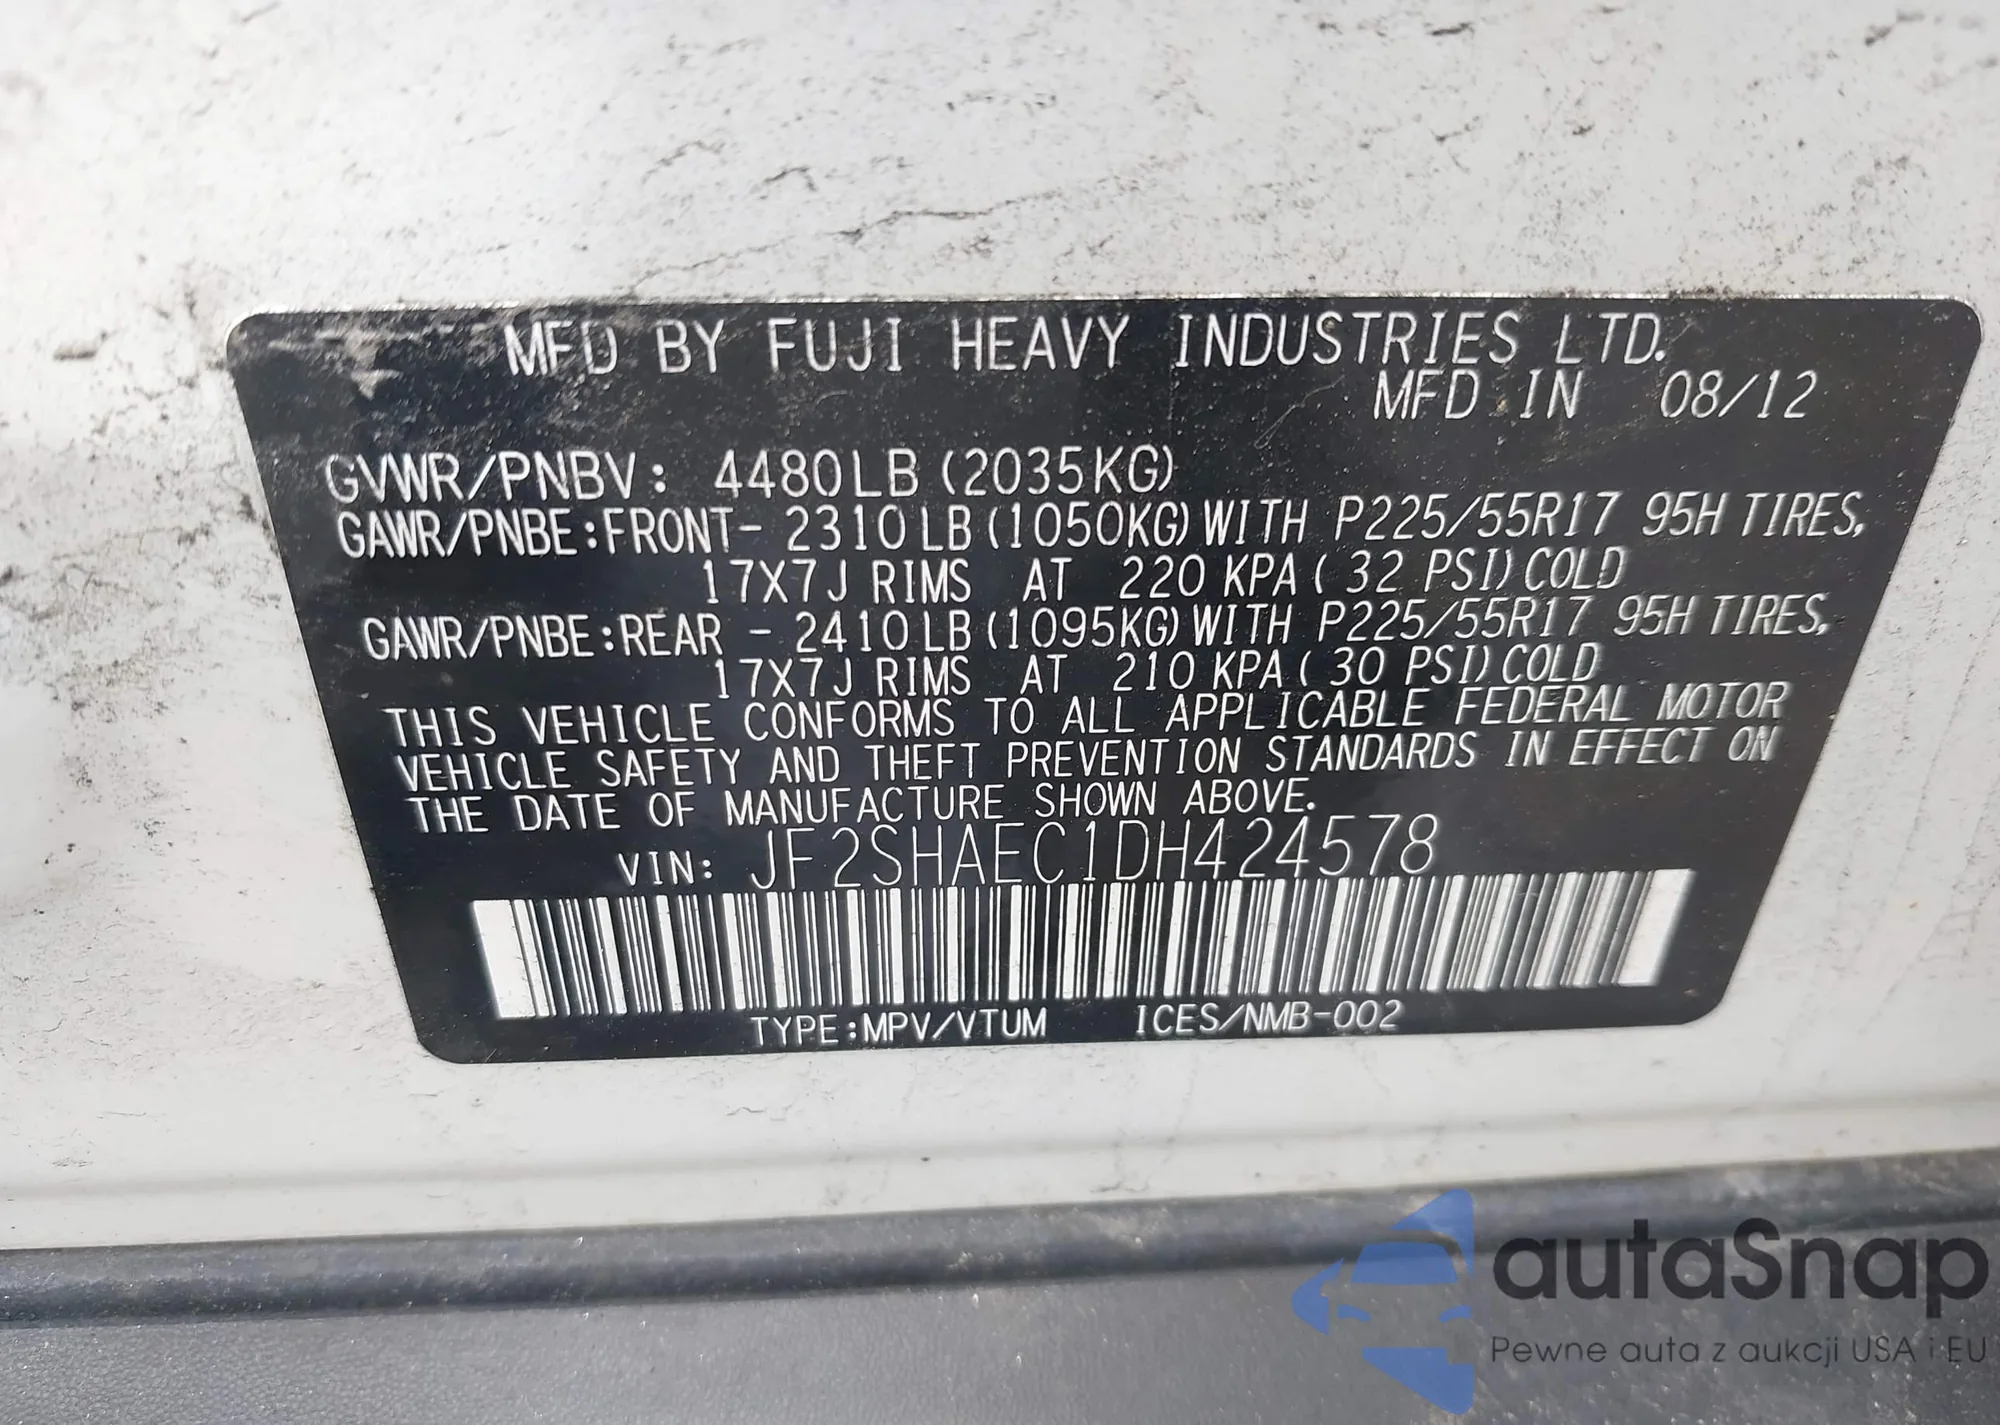 MFD BY FUJI HEAVY INDUSTRIES LTD.
MFD IN 08/12
GVWR/PNBV: 4480LB (2035KG)
GAWR/PNBE:FRONT- 2310 LB (1050KG) WITH P225/55R17 95H TIRES,
17X7J RIMS AT 220 KPA ( 32 PSI) COLD
GAWR/PNBE:REAR - 2410 LB (1095KG) WITH P225/55R17 95H TIRES,
17X7J RIMS AT 210 KPA ( 30 PSI) COLD
THIS VEHICLE CONFORMS TO ALL APPLICABLE FEDERAL MOTOR
VEHICLE SAFETY AND THEFT PREVENTION STANDARDS IN EFFECT ON
THE DATE OF MANUFACTURE SHOWN ABOVE.
VIN: JF2SHAEC1DH424578
TYPE:MPV/VTUM ICES/NMB-002
autaSnap
Pewne auta z aukcji USA i EU